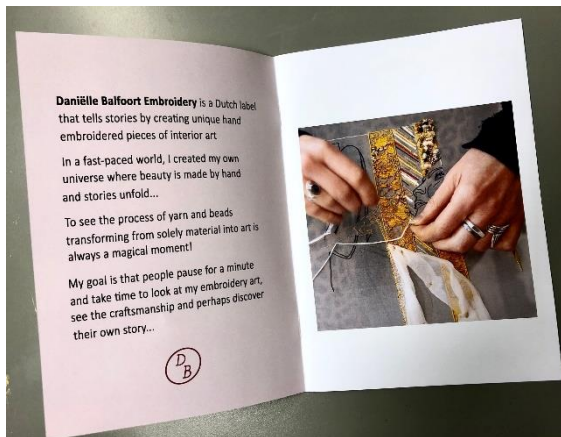 Daniëlle Balfoort Embroidery is a Dutch label
that tells stories by creating unique hand
embroidered pieces of interior art
In a fast-paced world, I created my own
universe where beauty is made by hand
and stories unfold...
To see the process of yarn and beads
transforming from solely material into art is
always a magical moment!
My goal is that people pause for a minute
and take time to look at my embroidery art,
see the craftsmanship and perhaps discover
their own story...
D
B